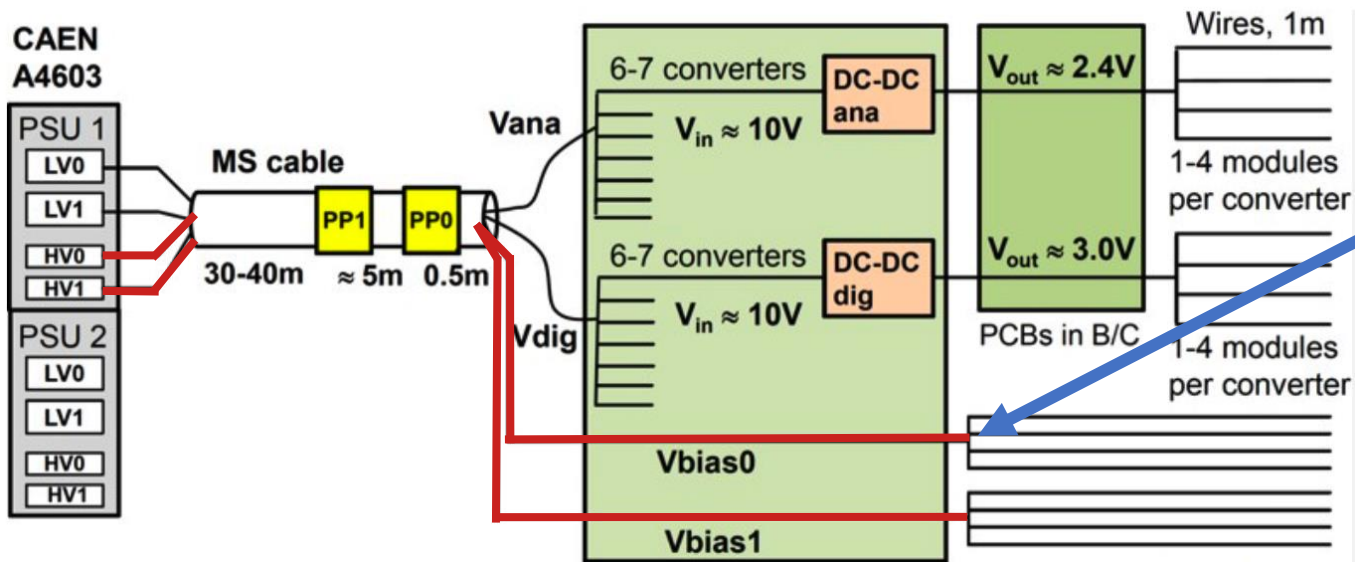 CAEN
A4603
PSU 1
LV0
LV1
HV0
HV1
PSU 2
LV0
LV1
HV0
HV1
MS cable
PP1
PP0
30-40m
≈ 5m
0.5m
Vana
Vdig
6-7 converters
Vin ≈ 10V
DC-DC
ana
6-7 converters
Vin ≈ 10V
DC-DC
dig
Vbias0
Vbias1
Vout ≈ 2.4V
Vout ≈ 3.0V
PCBs in B/C
Wires, 1m
1-4 modules
per converter
1-4 modules
per converter